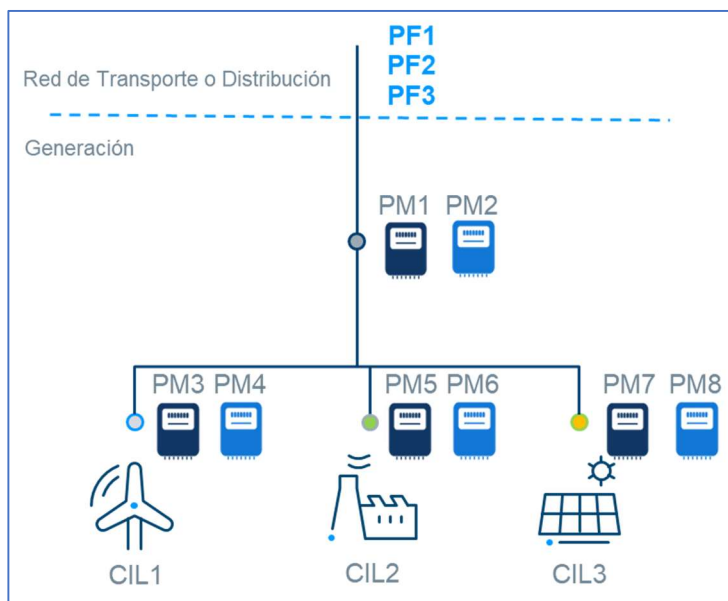 PF1
PF2
PF3
Red de Transporte o Distribución
Generación
PM1 PM2
PM3 PM4 PM5 PM6 PM7 PM8
CIL1 CIL2 CIL3